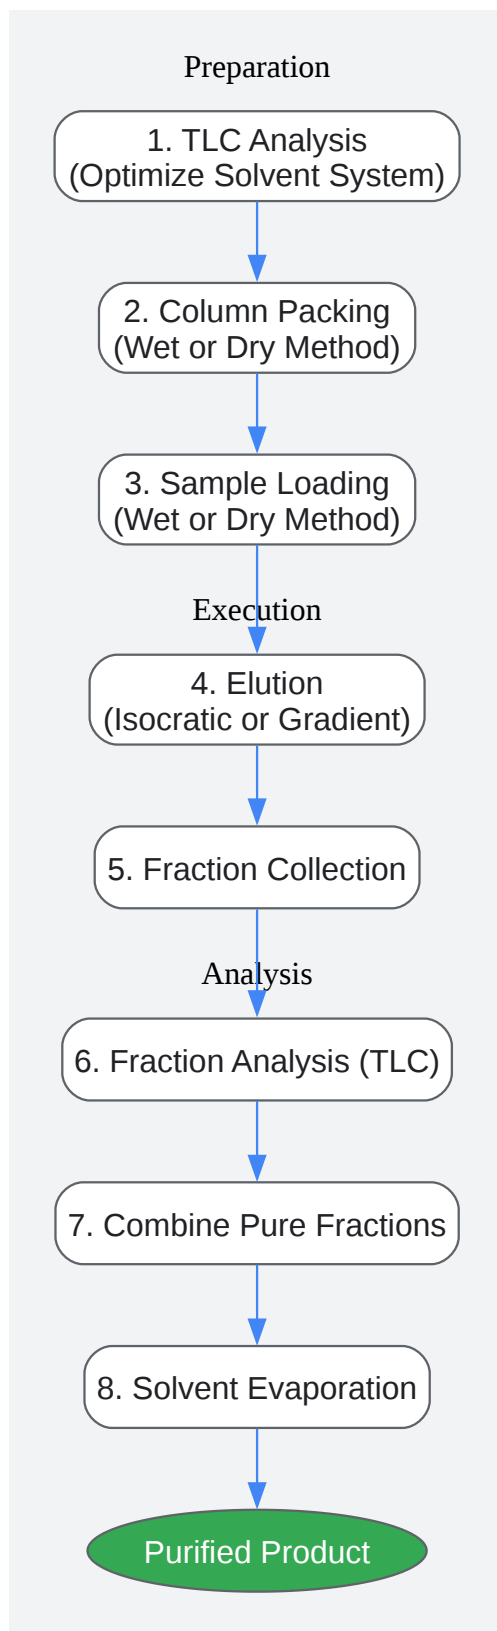 Preparation
1. TLC Analysis
(Optimize Solvent System)
2. Column Packing
(Wet or Dry Method)
3. Sample Loading
(Wet or Dry Method)
Execution
4. Elution
(Isocratic or Gradient)
5. Fraction Collection
Analysis
6. Fraction Analysis (TLC)
7. Combine Pure Fractions
8. Solvent Evaporation
Purified Product